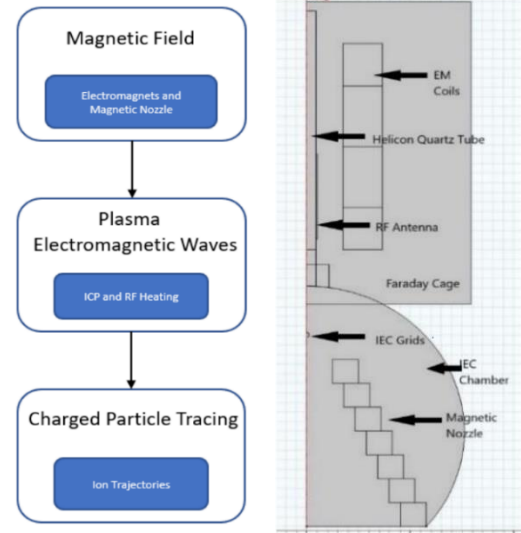 Magnetic Field
Electromagnets and
Magnetic Nozzle
Plasma
Electromagnetic Waves
ICP and RF Heating
Charged Particle Tracing
Ion Trajectories
EM
Coils
Helicon Quartz Tube
RF Antenna
Faraday Cage
IEC Grids
IEC
Chamber
Magnetic
Nozzle